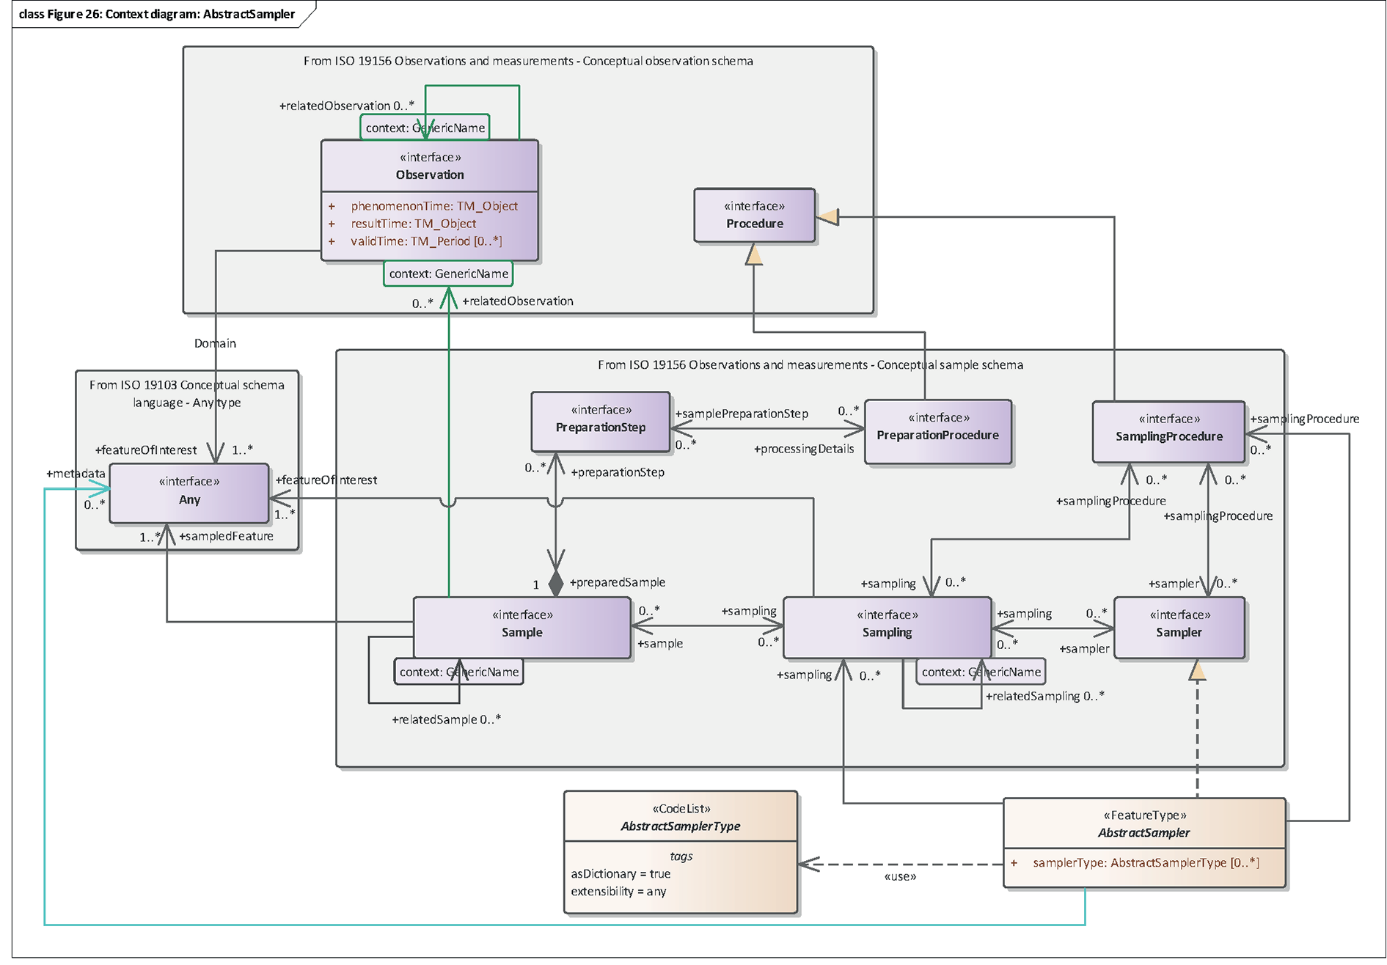 class Figure 26: Context diagram: AbstractSampler
From ISO 19156 Observations and measurements - Conceptual observation schema
+relatedObservation 0..*
context: GenericName
«interface»
Observation
+ phenomenonTime: TM_Object
+ resultTime: TM_Object
+ validTime: TM_Period [0..*]
context: GenericName
0..* +relatedObservation
«interface»
Procedure
Domain
From ISO 19103 Conceptual schema
language - Any type
+featureOfInterest 1..*
+metadata
0..*
«interface»
Any
+featureOfInterest
1..*
1..* +sampledFeature
From ISO 19156 Observations and measurements - Conceptual sample schema
«interface»
PreparationStep
+samplePreparationStep
0..*
0..*
+processingDetails
«interface»
PreparationProcedure
«interface»
SamplingProcedure
+samplingProcedure
0..*
0..* +preparationStep
0..*
+samplingProcedure
0..*
+samplingProcedure
1 +preparedSample
+sampling 0..*
+sampler 0..*
«interface»
Sample
0..*
+sample
+sampling
0..*
«interface»
Sampling
+sampling
0..*
0..*
+sampler
«interface»
Sampler
context: GenericName
+relatedSample 0..*
+sampling 0..*
context: GenericName
+relatedSampling 0..*
«CodeList»
AbstractSamplerType
tags
asDictionary = true
extensibility = any
«use»
«FeatureType»
AbstractSampler
+ samplerType: AbstractSamplerType [0..*]